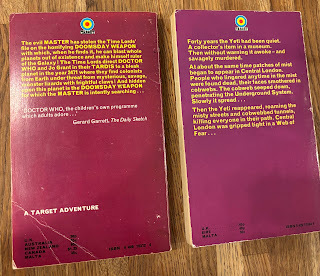 The evil MASTER has stolen the Time Lords'
file on the horrifying DOOMSDAY WEAPON
with which, when he finds it, he can blast whole
planets out of existence and make himself ruler
of the Galaxy! The Time Lords direct DOCTOR
WHO and Jo Grant in their TARDIS to a bleak
planet in the year 2471 where they find colonists
from Earth under threat from mysterious, savage,
monster lizards with frightful claws! And hidden
upon this planet is the DOOMSDAY WEAPON
for which the MASTER is intently searching...
'DOCTOR WHO, the children's own programme
which adults adore...'
Gerard Garrett, The Daily Sketch
A TARGET ADVENTURE
U.K.
AUSTRALIA
NEW ZEALAND
CANADA
MALTA
Forty years the Yeti had been quiet.
A collector's item in a museum.
Then without warning it awoke – and
savagely murdered.
At about the same time patches of mist
began to appear in Central London.
People who lingered anytime in the mist
were found dead, their faces smothered in
cobwebs. The cobweb seeped down,
penetrating the Underground System.
Slowly it spread...
Then the Yeti reappeared, roaming the
misty streets and cobwebbed tunnels,
killing everyone in their path. Central
London was gripped tight in a Web of
Fear...
U.K.
MALTA